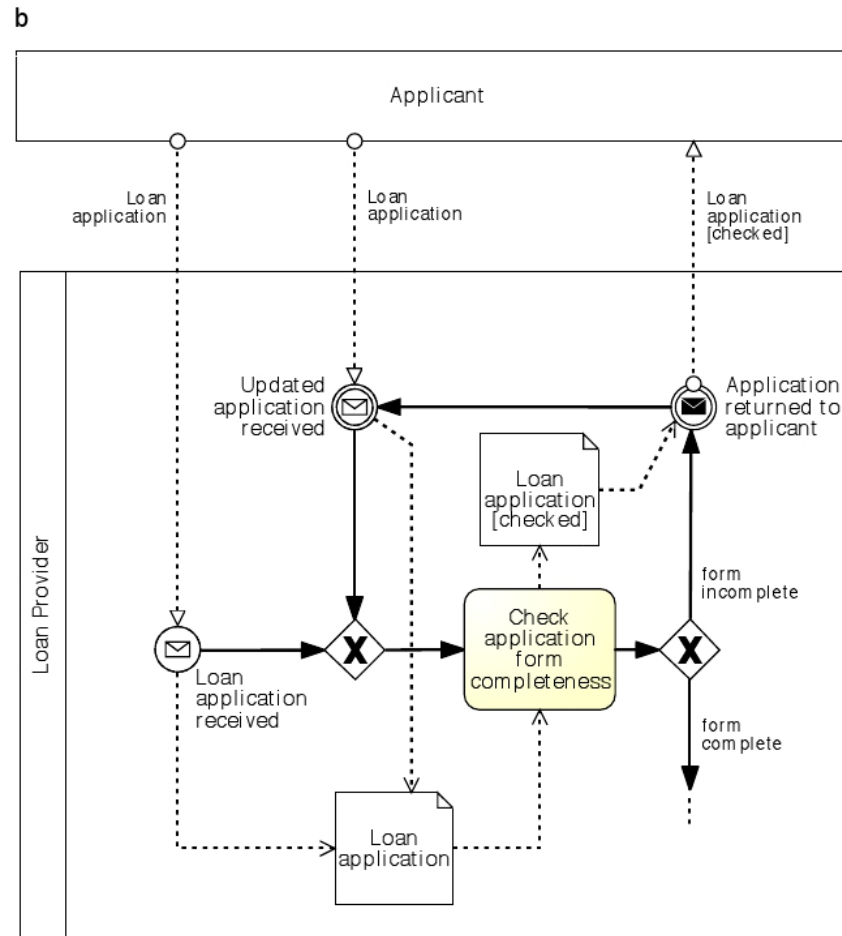 b
Applicant
Loan
application
Loan
application
Loan
application
[checked]
Loan Provider
Updated
application
received
Application
returned to
applicant
Loan
application
[checked]
form
incomplete
Check
application
form
completeness
Loan
application
received
form
complete
Loan
application